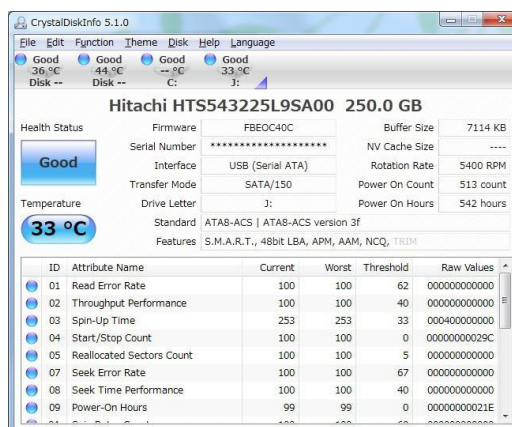 CrystalDiskInfo 5.1.0
File Edit Function Theme Disk Help Language
Good Good Good Good
36 °C 44 °C -- °C 33 °C
Disk -- Disk -- C: J:
Hitachi HTS543225L9SA00 250.0 GB
Health Status Firmware FBEOC40C Buffer Size 7114 KB
Serial Number ******************** NV Cache Size ----
Good Interface USB (Serial ATA) Rotation Rate 5400 RPM
Transfer Mode SATA/150 Power On Count 513 count
Temperature Drive Letter J: Power On Hours 542 hours
33 °C Standard ATA8-ACS | ATA8-ACS version 3f
Features S.M.A.R.T., 48bit LBA, APM, AAM, NCQ, TRIM
ID Attribute Name Current Worst Threshold Raw Values
01 Read Error Rate 100 100 62 000000000000
02 Throughput Performance 100 100 40 000000000000
03 Spin-Up Time 253 253 33 000400000000
04 Start/Stop Count 100 100 0 00000000029C
05 Reallocated Sectors Count 100 100 5 000000000000
07 Seek Error Rate 100 100 67 000000000000
08 Seek Time Performance 100 100 40 000000000000
09 Power-On Hours 99 99 0 00000000021E